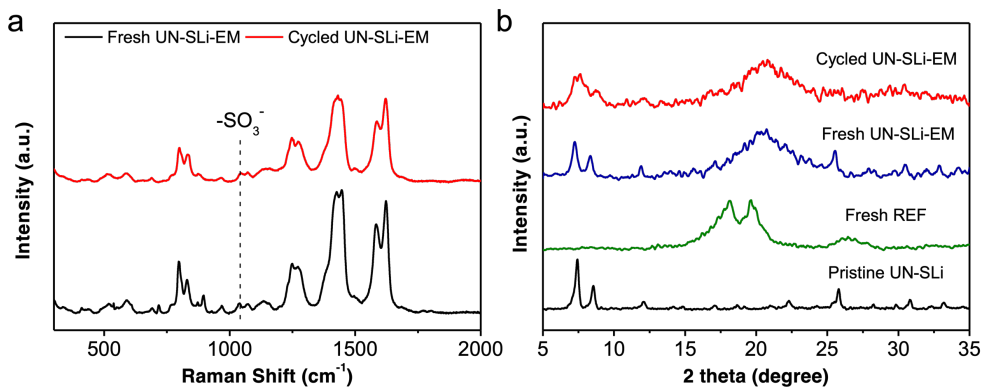 a
Fresh UN-SLi-EM
Cycled UN-SLi-EM
-SO₃⁻
Intensity (a.u.)
500
1000
1500
2000
Raman Shift (cm⁻¹)
b
Cycled UN-SLi-EM
Fresh UN-SLi-EM
Fresh REF
Pristine UN-SLi
Intensity (a.u.)
5
10
15
20
25
30
35
2 theta (degree)